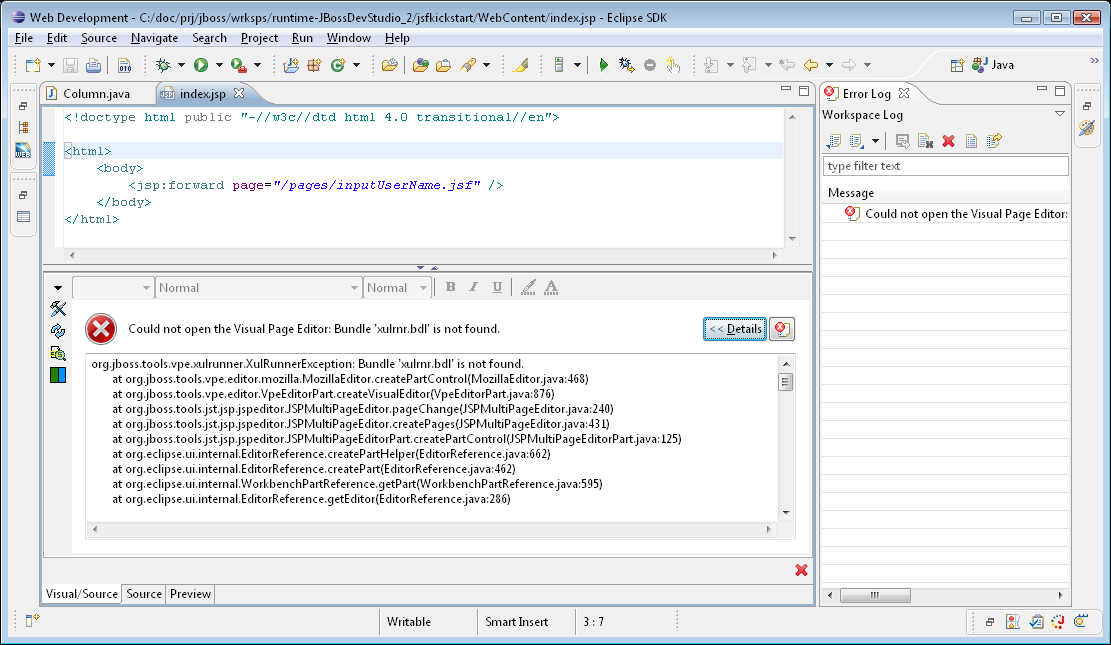 Web Development - C:/doc/prj/jboss/wrksps/runtime-JBossDevStudio_2/jsfkickstart/WebContent/index.jsp - Eclipse SDK
File Edit Source Navigate Search Project Run Window Help
Java
Column.java
index.jsp
<!doctype html public "-//w3c//dtd html 4.0 transitional//en">
<html>
<body>
<jsp:forward page="/pages/inputUserName.jsf" />
</body>
</html>
Normal
Normal
B I U A
Could not open the Visual Page Editor: Bundle 'xulrnr.bdl' is not found.
<< Details
org.jboss.tools.vpe.xulrunner.XulRunnerException: Bundle 'xulrnr.bdl' is not found.
at org.jboss.tools.vpe.editor.mozilla.MozillaEditor.createPartControl(MozillaEditor.java:468)
at org.jboss.tools.vpe.editor.VpeEditorPart.createVisualEditor(VpeEditorPart.java:876)
at org.jboss.tools.jst.jsp.jspeditor.JSPMultiPageEditor.pageChange(JSPMultiPageEditor.java:240)
at org.jboss.tools.jst.jsp.jspeditor.JSPMultiPageEditor.createPages(JSPMultiPageEditor.java:431)
at org.jboss.tools.jst.jsp.jspeditor.JSPMultiPageEditorPart.createPartControl(JSPMultiPageEditorPart.java:125)
at org.eclipse.ui.internal.EditorReference.createPartHelper(EditorReference.java:662)
at org.eclipse.ui.internal.EditorReference.createPart(EditorReference.java:462)
at org.eclipse.ui.internal.WorkbenchPartReference.getPart(WorkbenchPartReference.java:595)
at org.eclipse.ui.internal.EditorReference.getEditor(EditorReference.java:286)
Visual/Source Source Preview
Error Log
Workspace Log
type filter text
Message
Could not open the Visual Page Editor:
Writable
Smart Insert
3 : 7